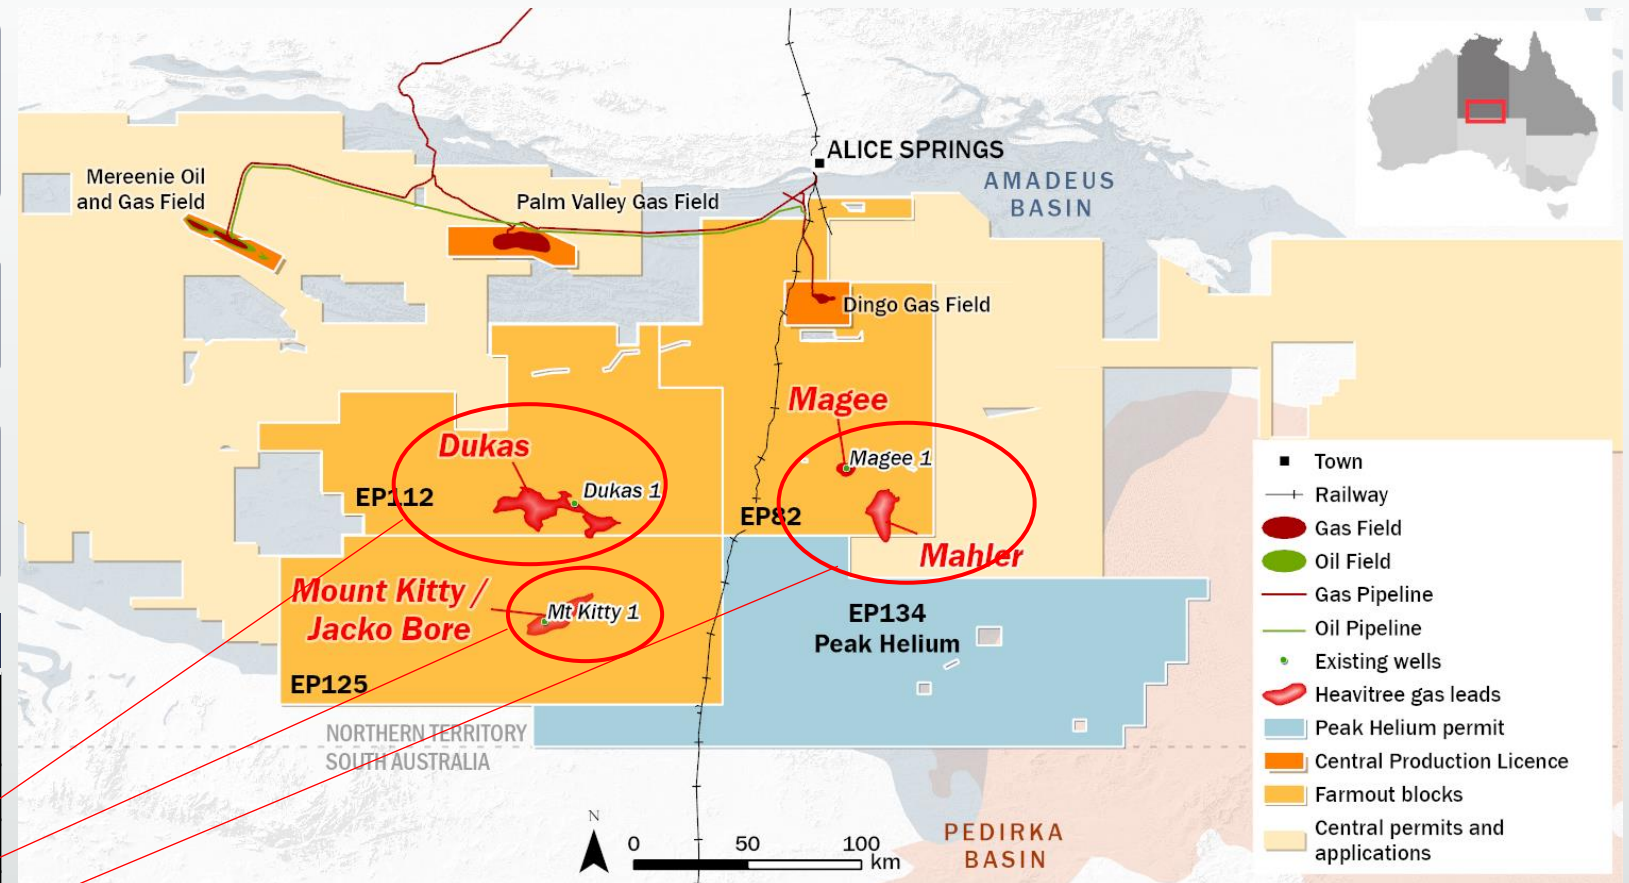 ALICE SPRINGS
AMADEUS
BASIN
Mereenie Oil
and Gas Field
Palm Valley Gas Field
Dingo Gas Field
Magee
Magee 1
Dukas
Dukas 1
EP112
EP82
Mahler
Mount Kitty /
Jacko Bore
Mt Kitty 1
EP134
Peak Helium
EP125
NORTHERN TERRITORY
SOUTH AUSTRALIA
PEDIRKA
BASIN
N
0 50 100
km
Town
Railway
Gas Field
Oil Field
Gas Pipeline
Oil Pipeline
Existing wells
Heavitree gas leads
Peak Helium permit
Central Production Licence
Farmout blocks
Central permits and
applications